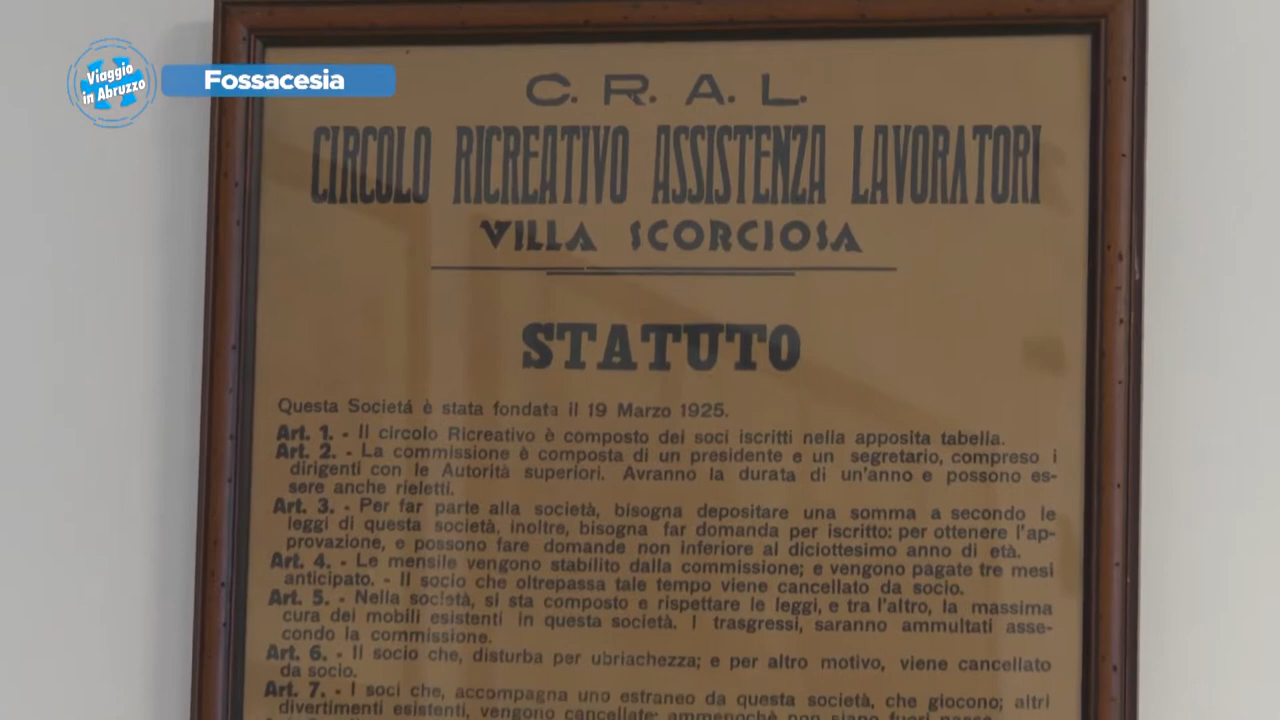 Viaggio
in Abruzzo
Fossacesia
C. R. A. L.
CIRCOLO RICREATIVO ASSISTENZA LAVORATORI
VILLA SCORCIOSA
STATUTO
Questa Societá è stata fondata il 19 Marzo 1925.
Art. 1. - Il circolo Ricreativo è composto dei soci iscritti nella apposita tabella.
Art. 2. - La commissione è composta di un presidente e un segretario, compreso i
dirigenti con le Autorità superiori. Avranno la durata di un'anno e possono es-
sere anche rieletti.
Art. 3. - Per far parte alla società, bisogna depositare una somma a secondo le
leggi di questa società, inoltre, bisogna far domanda per iscritto: per ottenere l'ap-
provazione, e possono fare domande non inferiore al diciottesimo anno di età.
Art. 4. - Le mensile vengono stabilito dalla commissione; e vengono pagate tre mesi
anticipato. - Il socio che oltrepassa tale tempo viene cancellato da socio.
Art. 5. - Nella società, si sta composto e rispettare le leggi, e tra l'altro, la massima
cura dei mobili esistenti in questa società. I trasgressi, saranno ammultati asse-
condo la commissione.
Art. 6. - Il socio che, disturba per ubriachezza; e per altro motivo, viene cancellato
da socio.
Art. 7. - I soci che, accompagna uno estraneo da questa società, che giocono; altri
divertimenti esistenti, vengono cancellate; ammenochè non siano fuori paese.